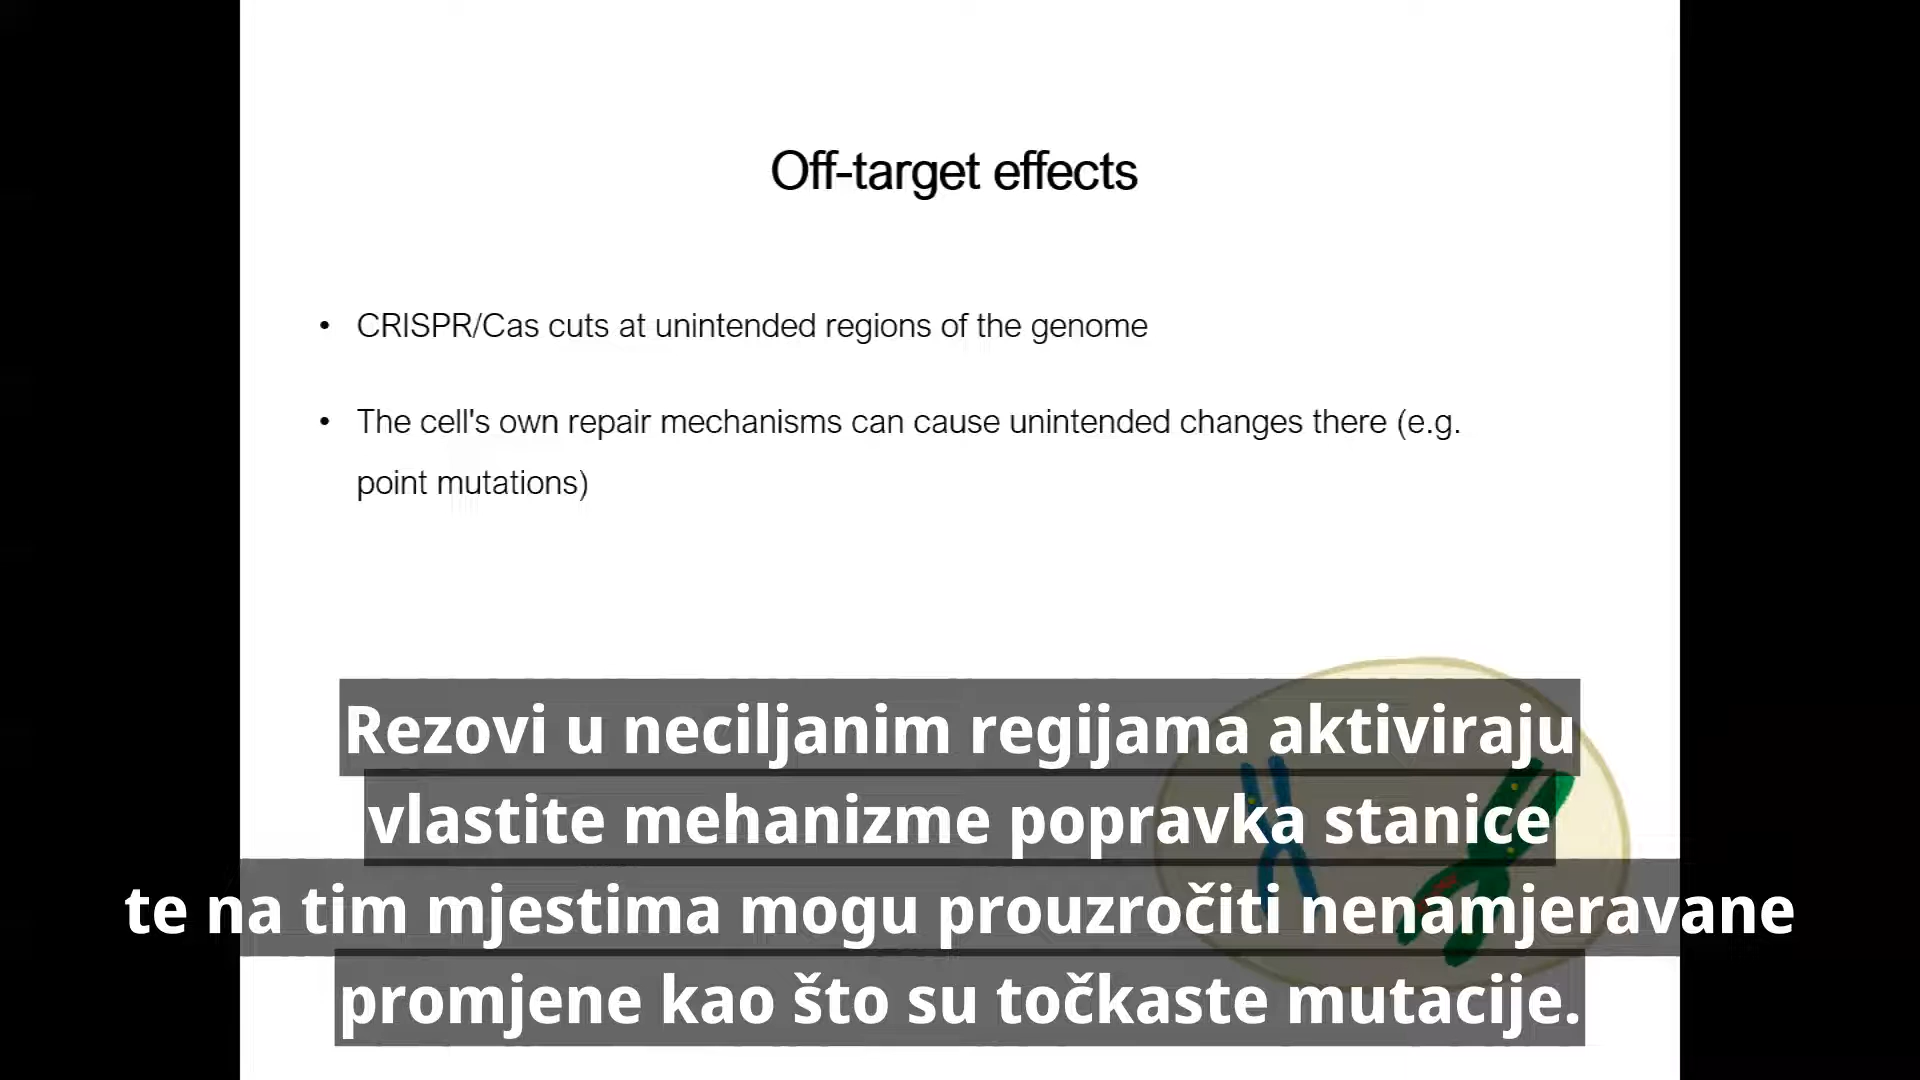 Off-target effects
• CRISPR/Cas cuts at unintended regions of the genome
• The cell's own repair mechanisms can cause unintended changes there (e.g.
point mutations)
Rezovi u neciljanim regijama aktiviraju
vlastite mehanizme popravka stanice
te na tim mjestima mogu prouzročiti nenamjeravane
promjene kao što su točkaste mutacije.